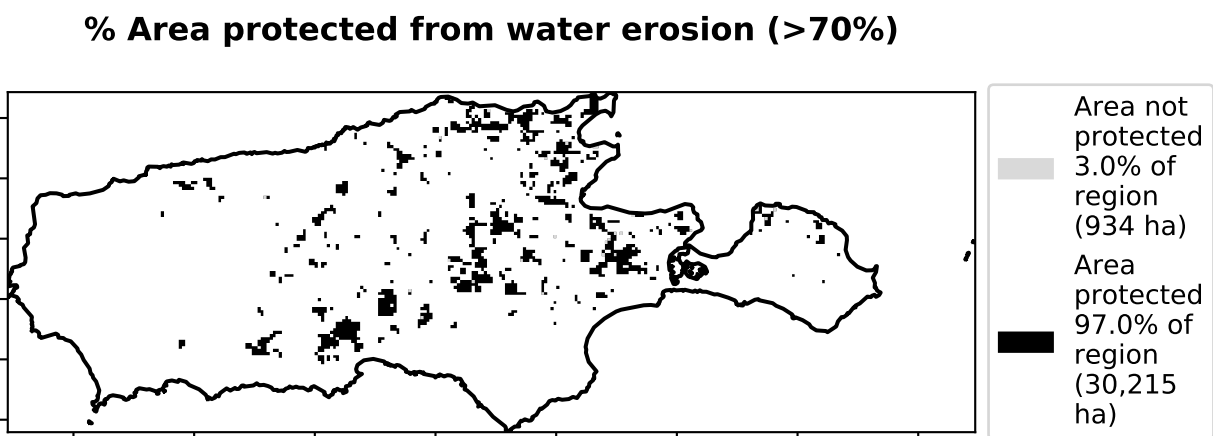 % Area protected from water erosion (>70%)
Area not
protected
3.0% of
region
(934 ha)
Area
protected
97.0% of
region
(30,215
ha)